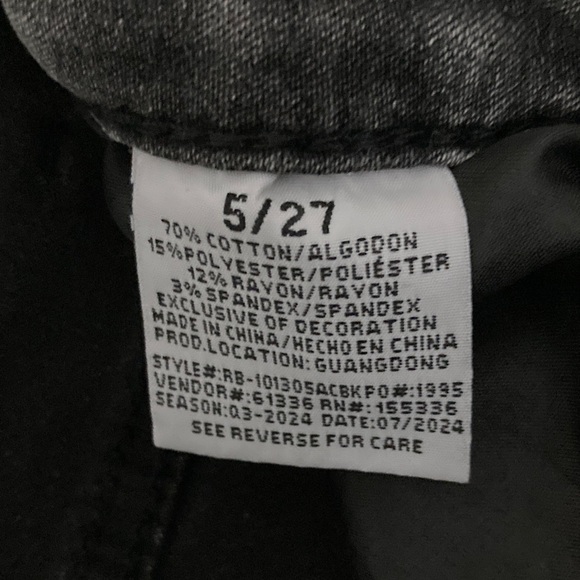 5/27
70% COTTON/ALGODON
15%POLYESTER/POLIÉSTER
12% RAYON/RAYON
3% SPANDEX/SPANDEX
EXCLUSIVE OF DECORATION
MADE IN CHINA/HECHO EN CHINA
PROD.LOCATION: GUANGDONG
STYLE#:RB-101305ACBKPO#:1995
VENDOR#:61336 RN#:155336
SEASON:Q3-2024 DATE:07/2024
SEE REVERSE FOR CARE